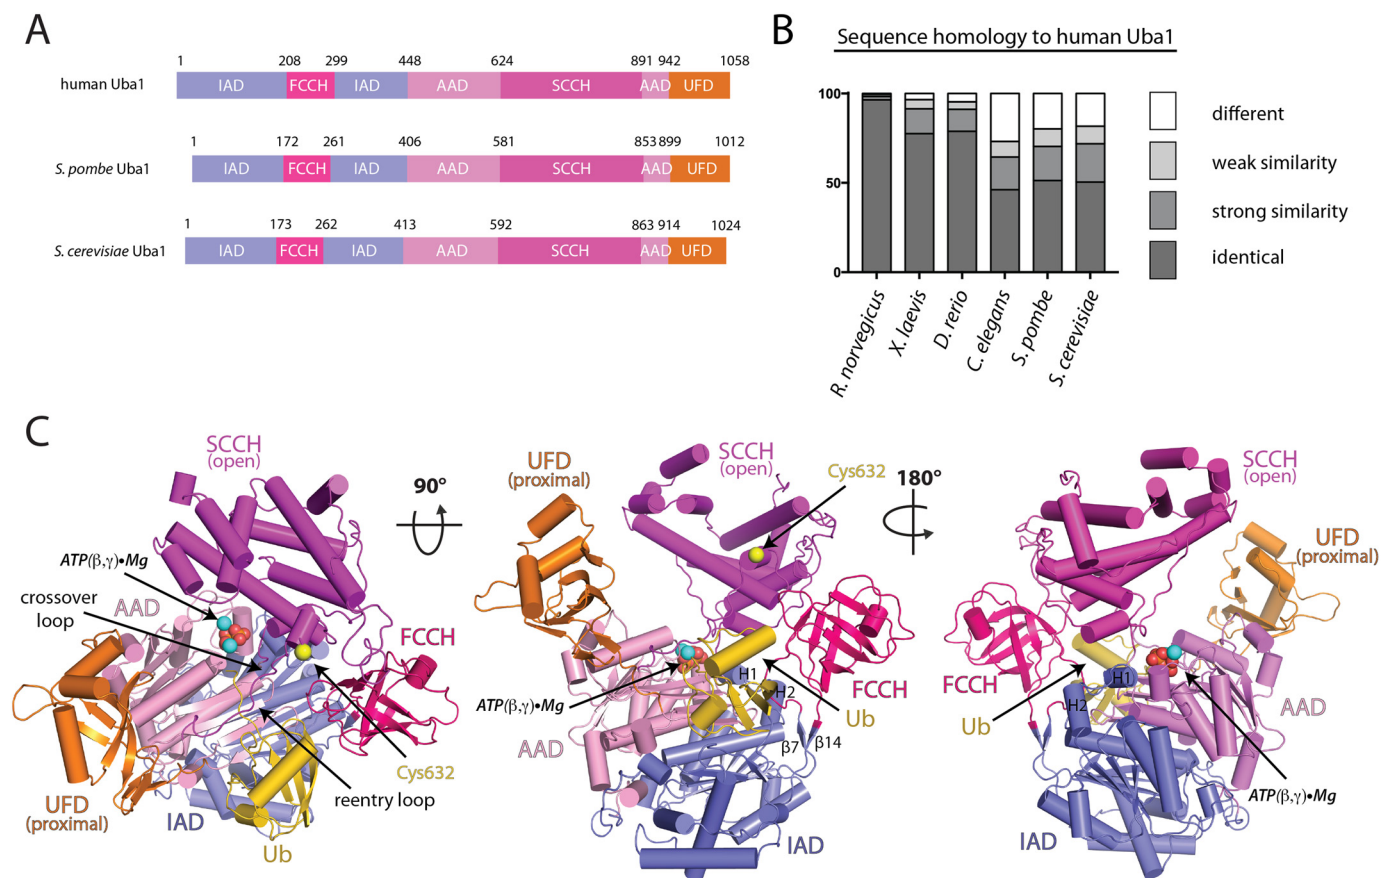 A
1 208 299 448 624 891 942 1058
human Uba1 IAD FCCH IAD AAD SCCH AAD UFD
1 172 261 406 581 853 899 1012
S. pombe Uba1 IAD FCCH IAD AAD SCCH AAD UFD
1 173 262 413 592 863 914 1024
S. cerevisiae Uba1 IAD FCCH IAD AAD SCCH AAD UFD
B
Sequence homology to human Uba1
100
50
0
R. norvegicus
X. laevis
D. rerio
C. elegans
S. pombe
S. cerevisiae
different
weak similarity
strong similarity
identical
C
SCCH
(open)
ATP(β,γ)•Mg
crossover
loop
AAD
FCCH
UFD
(proximal)
IAD
Ub
Cys632
reentry loop
90°
UFD
(proximal)
SCCH
(open)
Cys632
ATP(β,γ)•Mg
H1
H2
FCCH
Ub
AAD
β7
β14
IAD
180°
SCCH
(open)
UFD
(proximal)
FCCH
H1
H2
Ub
AAD
ATP(β,γ)•Mg
IAD